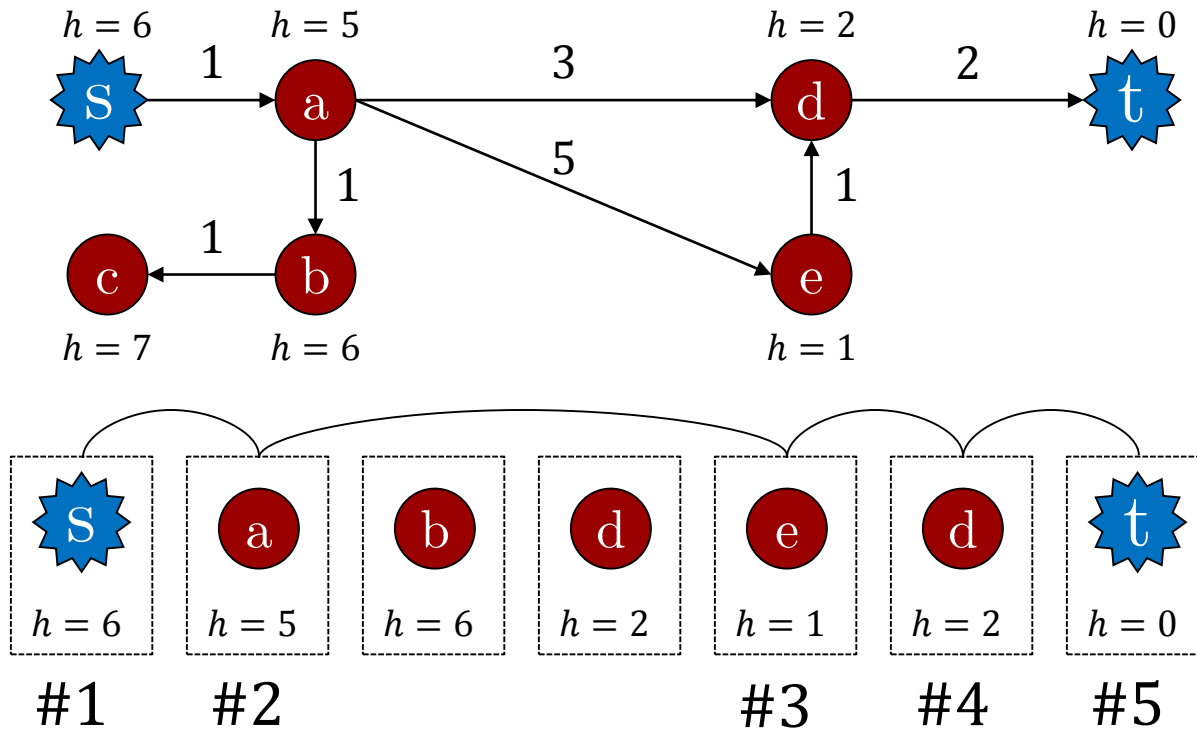 h = 6 h = 5 h = 2 h = 0
1 3 2
s a d t
5
1 1
1
c b e
h = 7 h = 6 h = 1
s a b d e d t
h = 6 h = 5 h = 6 h = 2 h = 1 h = 2 h = 0
#1 #2 #3 #4 #5